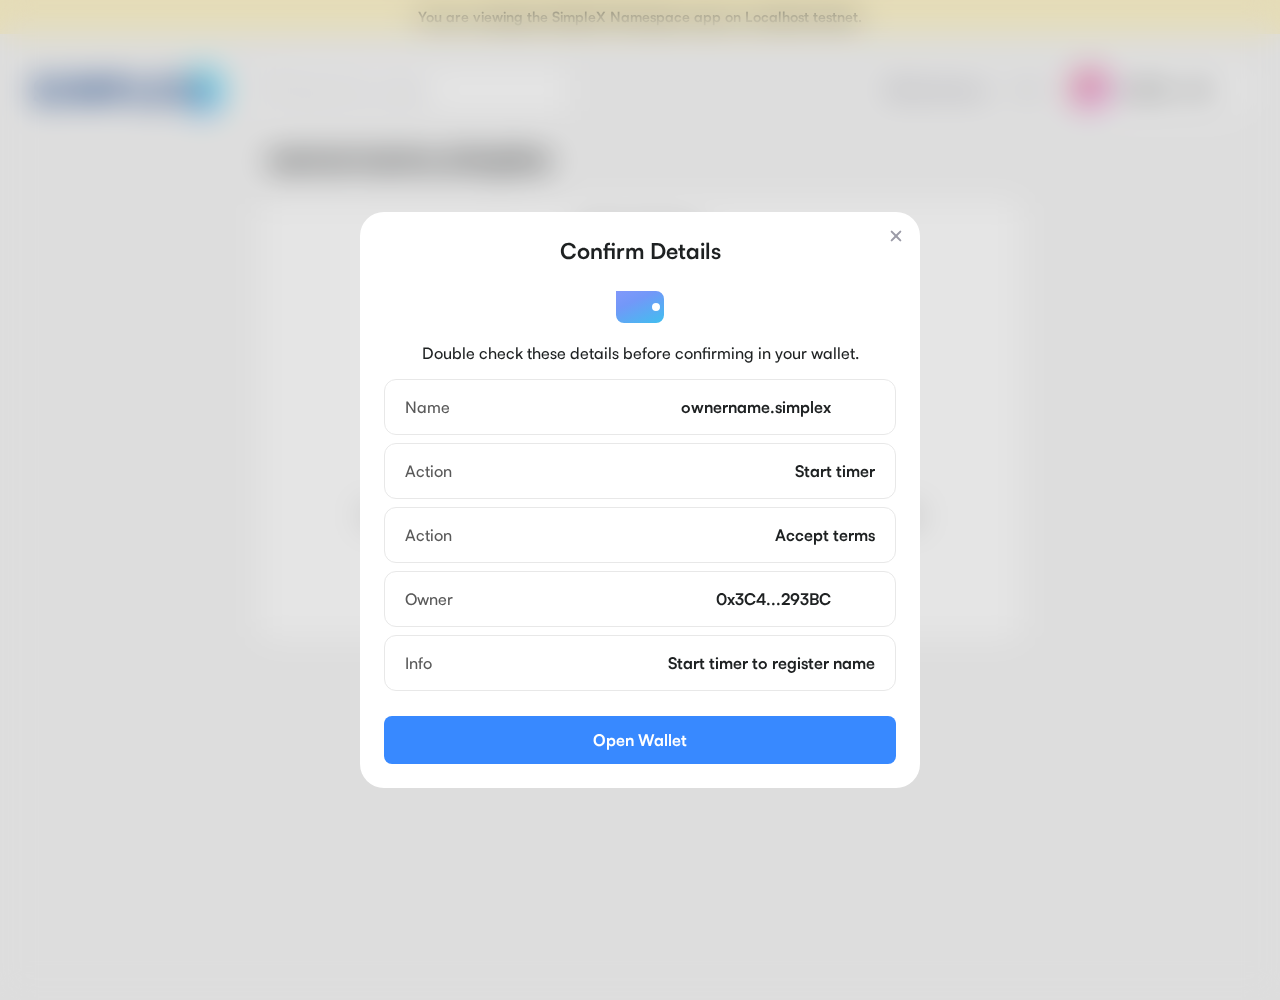 You are viewing the SimpleX Namespace app on Localhost testnet.
Confirm Details
Double check these details before confirming in your wallet.
Name ownername.simplex
Action Start timer
Action Accept terms
Owner 0x3C4...293BC
Info Start timer to register name
Open Wallet